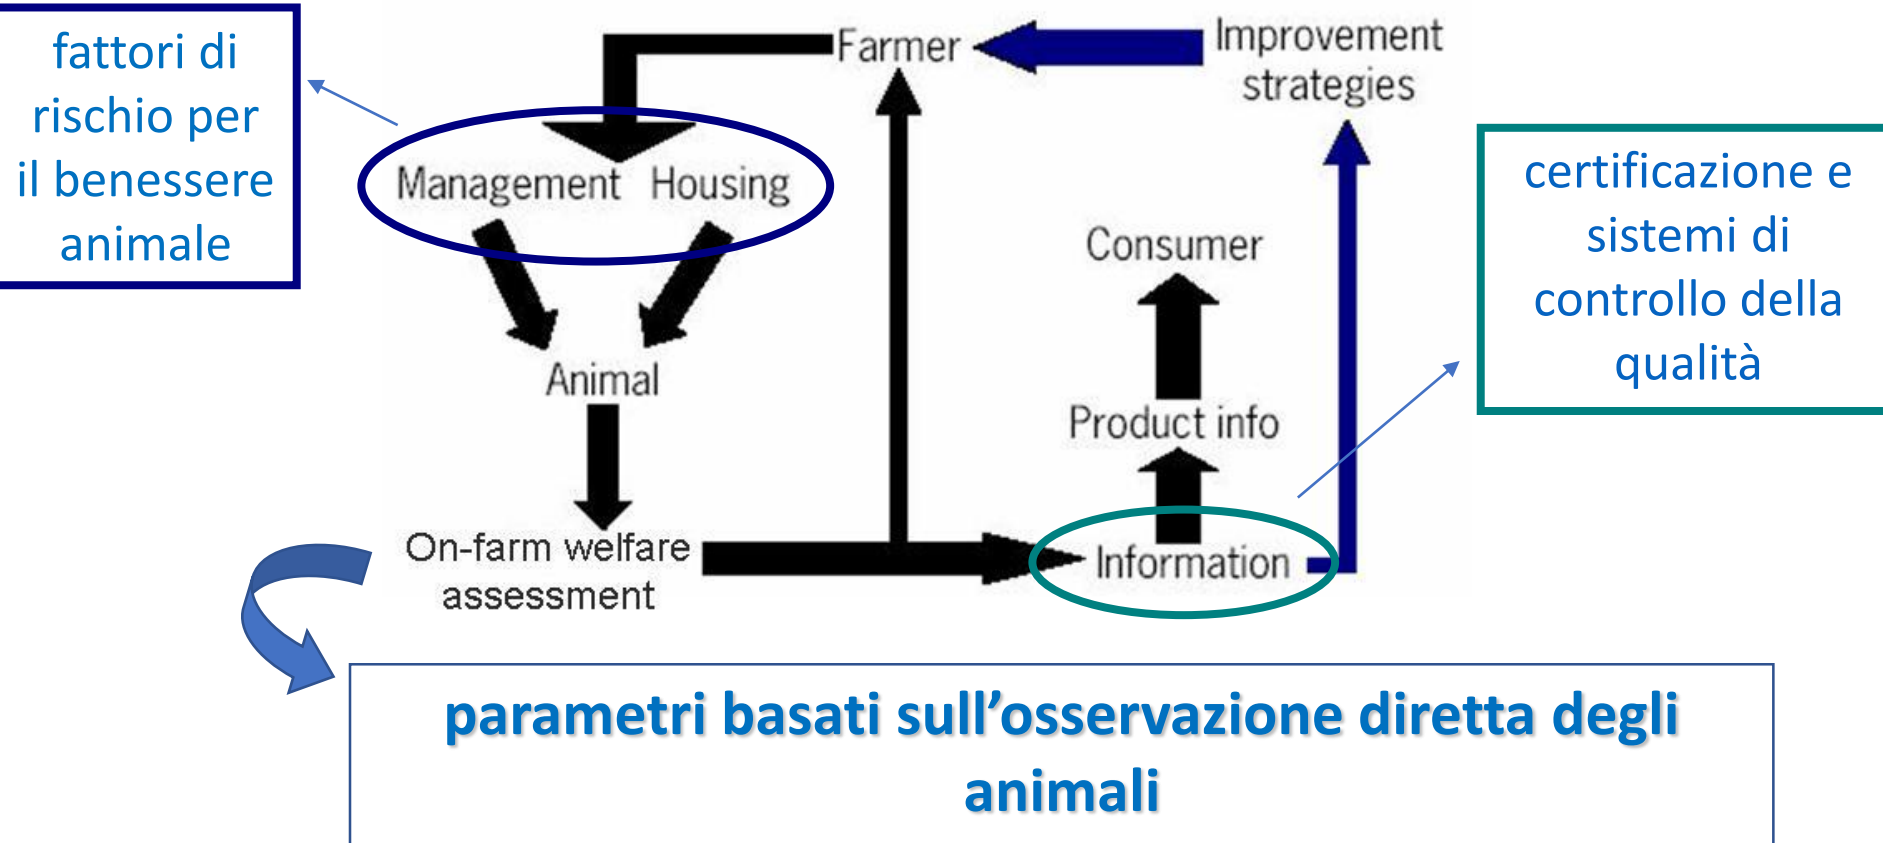 fattori di
rischio per
il benessere
animale
Farmer
Improvement
strategies
Management Housing
certificazione e
sistemi di
controllo della
qualità
Consumer
Animal
Product info
On-farm welfare
assessment
Information
parametri basati sull’osservazione diretta degli
animali